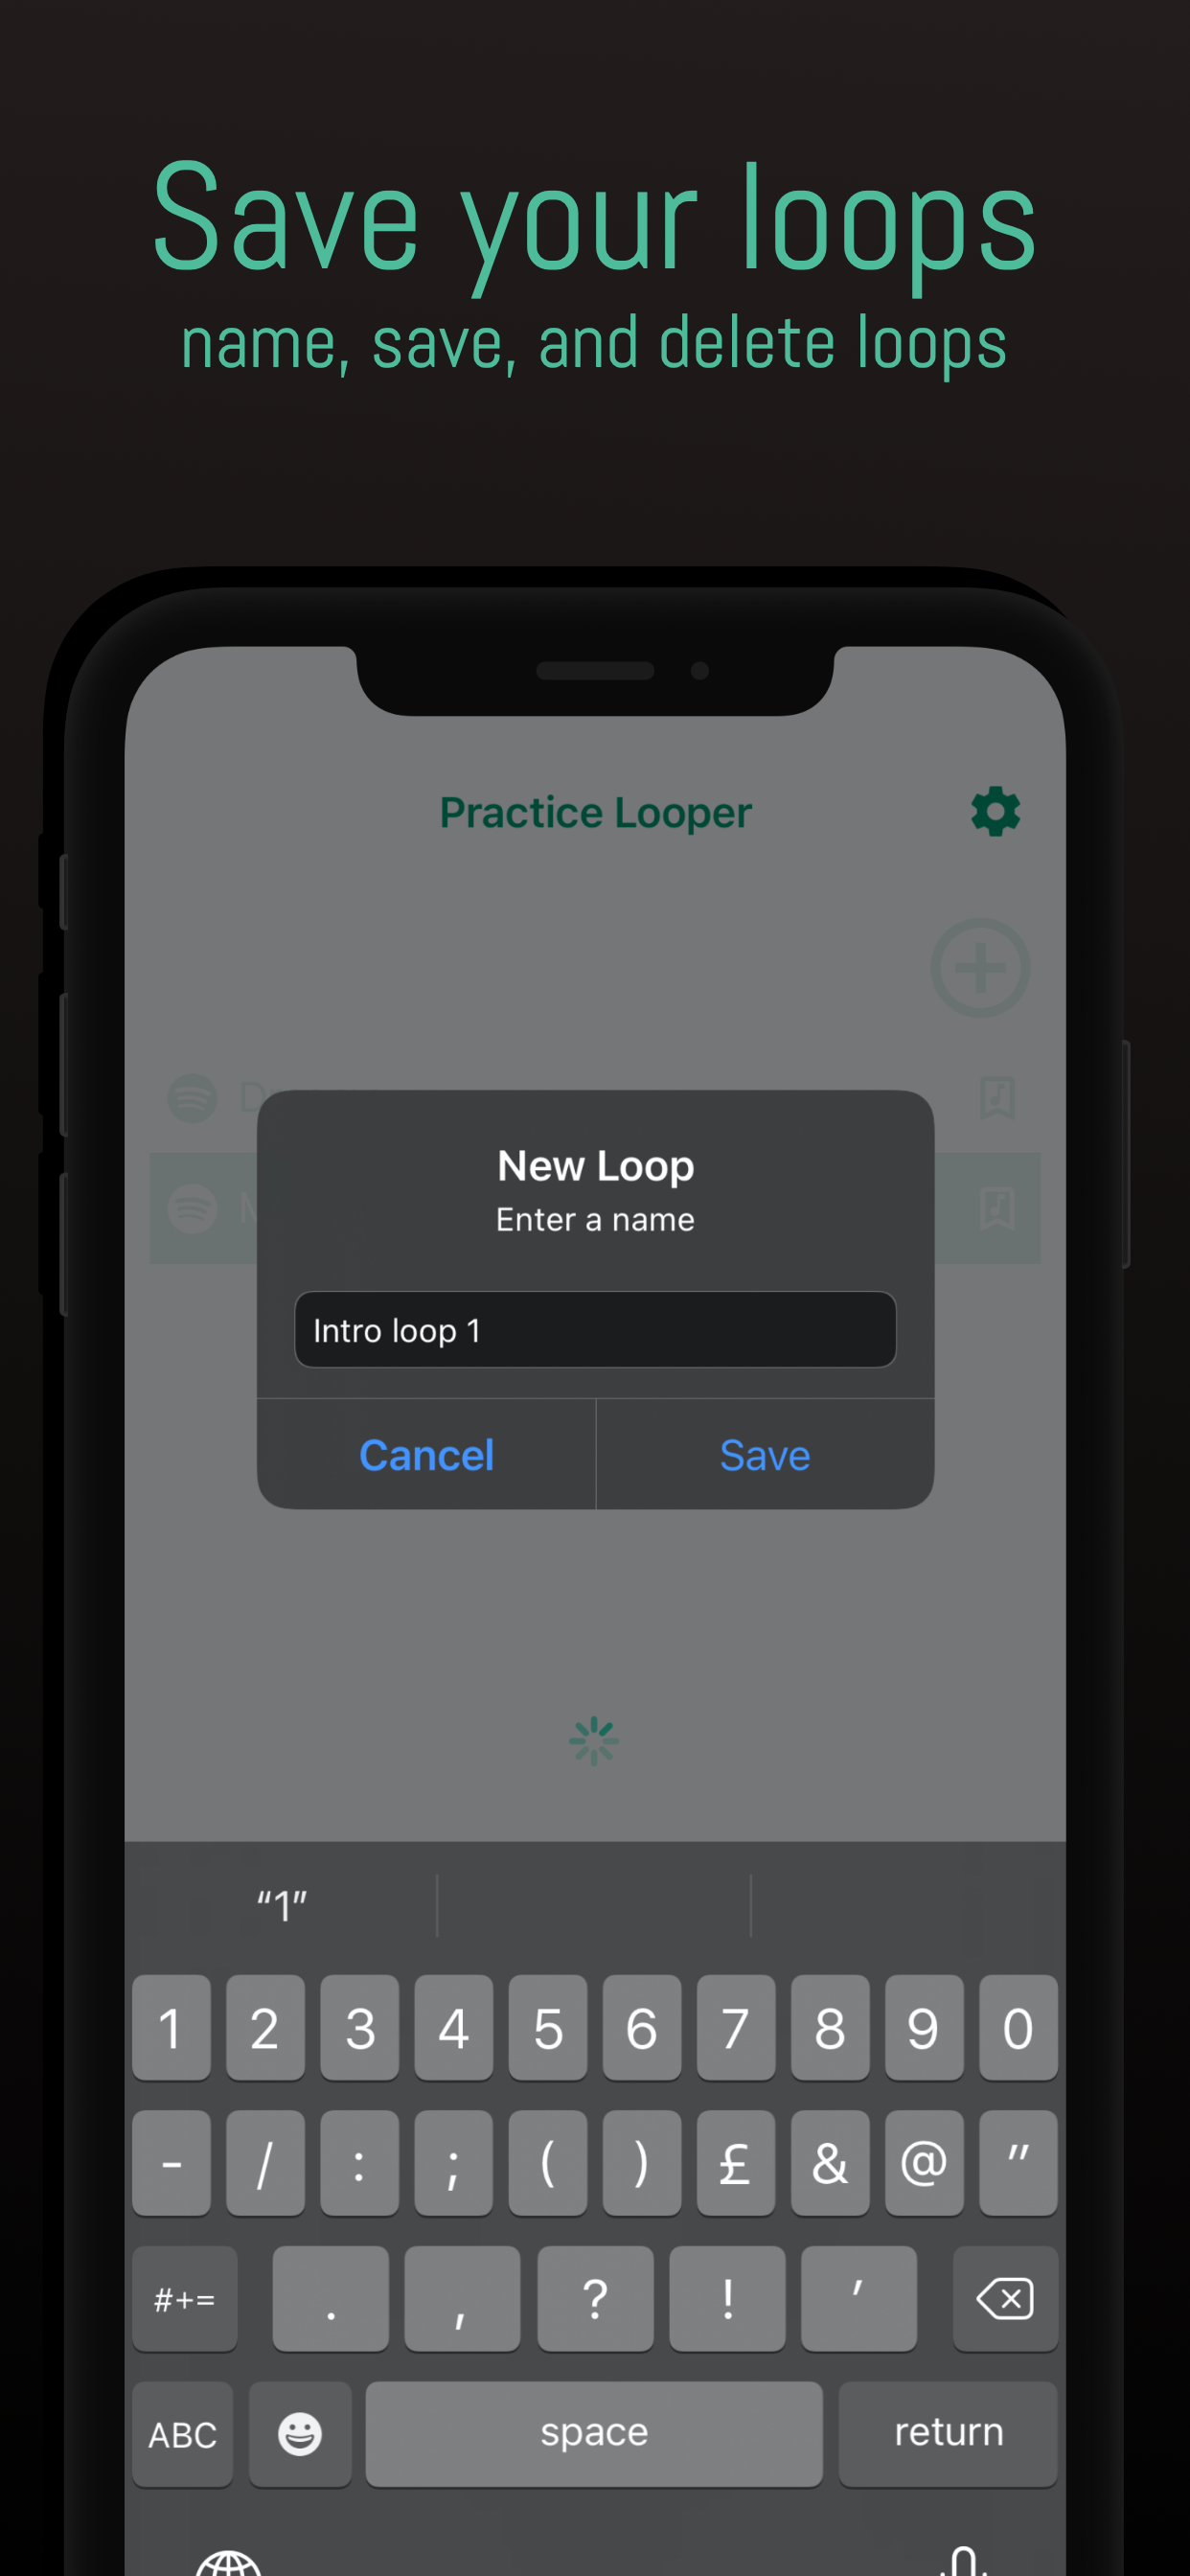 Save your loops
name, save, and delete loops
Practice Looper
New Loop
Enter a name
Intro loop 1
Cancel Save
“1”
1 2 3 4 5 6 7 8 9 0
- / : ; ( ) £ & @ "
#+= . , ? ! '
ABC space return